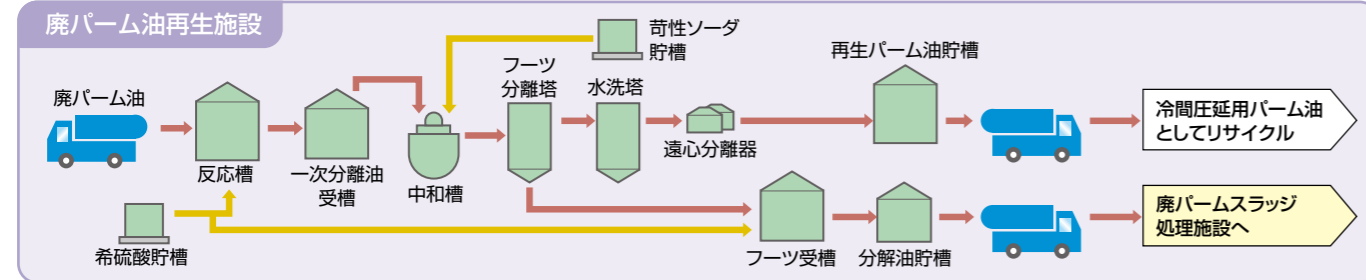 廃パーム油再生施設
廃パーム油
反応槽
一次分離油
受槽
中和槽
苛性ソーダ
貯槽
フーツ
分離塔
水洗塔
遠心分離器
再生パーム油貯槽
冷間圧延用パーム油
としてリサイクル
希硫酸貯槽
フーツ受槽
分解油貯槽
廃パームスラッジ
処理施設へ